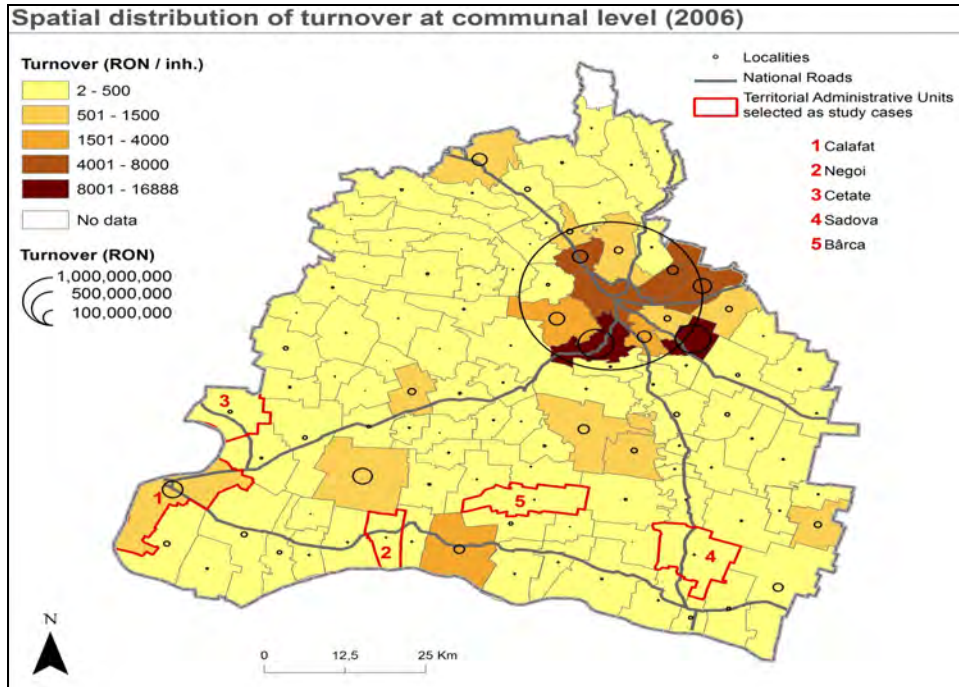 Spatial distribution of turnover at communal level (2006)
Turnover (RON / inh.)
2 - 500
501 - 1500
1501 - 4000
4001 - 8000
8001 - 16888
No data
Turnover (RON)
1,000,000,000
500,000,000
100,000,000
Localities
National Roads
Territorial Administrative Units
selected as study cases
1 Calafat
2 Negoi
3 Cetate
4 Sadova
5 Bârca
3
1
5
2
4
N
0 12,5 25 Km